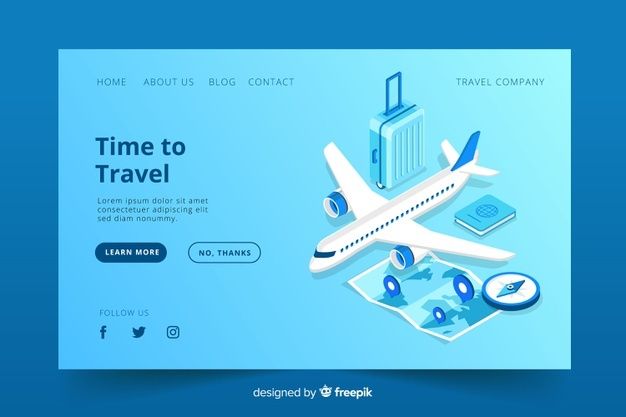 HOME ABOUT US BLOG CONTACT TRAVEL COMPANY
Time to
Travel
Lorem ipsum dolor sit amet,
consectetuer adipiscing elit, sed
diam nonummy.
LEARN MORE NO, THANKS
FOLLOW US
designed by freepik